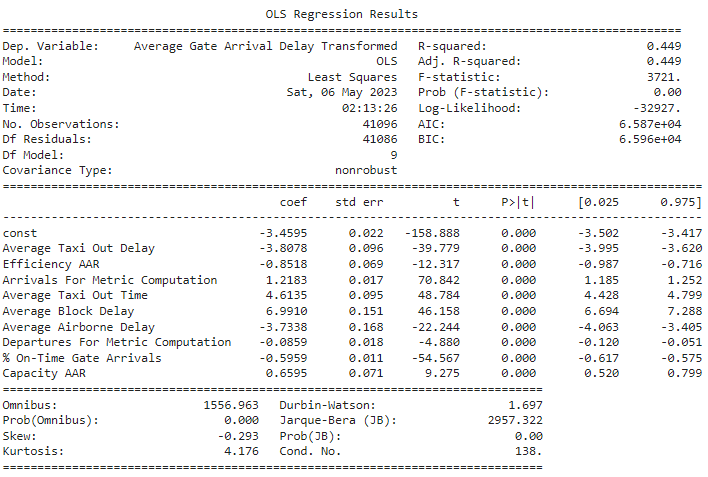 OLS Regression Results
==============================================================================
Dep. Variable: Average Gate Arrival Delay Transformed R-squared: 0.449
Model: OLS Adj. R-squared: 0.449
Method: Least Squares F-statistic: 3721.
Date: Sat, 06 May 2023 Prob (F-statistic): 0.00
Time: 02:13:26 Log-Likelihood: -32927.
No. Observations: 41096 AIC: 6.587e+04
Df Residuals: 41086 BIC: 6.596e+04
Df Model: 9
Covariance Type: nonrobust
==============================================================================
coef std err t P>|t| [0.025 0.975]
------------------------------------------------------------------------------
const -3.4595 0.022 -158.888 0.000 -3.502 -3.417
Average Taxi Out Delay -3.8078 0.096 -39.779 0.000 -3.995 -3.620
Efficiency AAR -0.8518 0.069 -12.317 0.000 -0.987 -0.716
Arrivals For Metric Computation 1.2183 0.017 70.842 0.000 1.185 1.252
Average Taxi Out Time 4.6135 0.095 48.784 0.000 4.428 4.799
Average Block Delay 6.9910 0.151 46.158 0.000 6.694 7.288
Average Airborne Delay -3.7338 0.168 -22.244 0.000 -4.063 -3.405
Departures For Metric Computation -0.0859 0.018 -4.880 0.000 -0.120 -0.051
% On-Time Gate Arrivals -0.5959 0.011 -54.567 0.000 -0.617 -0.575
Capacity AAR 0.6595 0.071 9.275 0.000 0.520 0.799
==============================================================================
Omnibus: 1556.963 Durbin-Watson: 1.697
Prob(Omnibus): 0.000 Jarque-Bera (JB): 2957.322
Skew: -0.293 Prob(JB): 0.00
Kurtosis: 4.176 Cond. No. 138.
==============================================================================